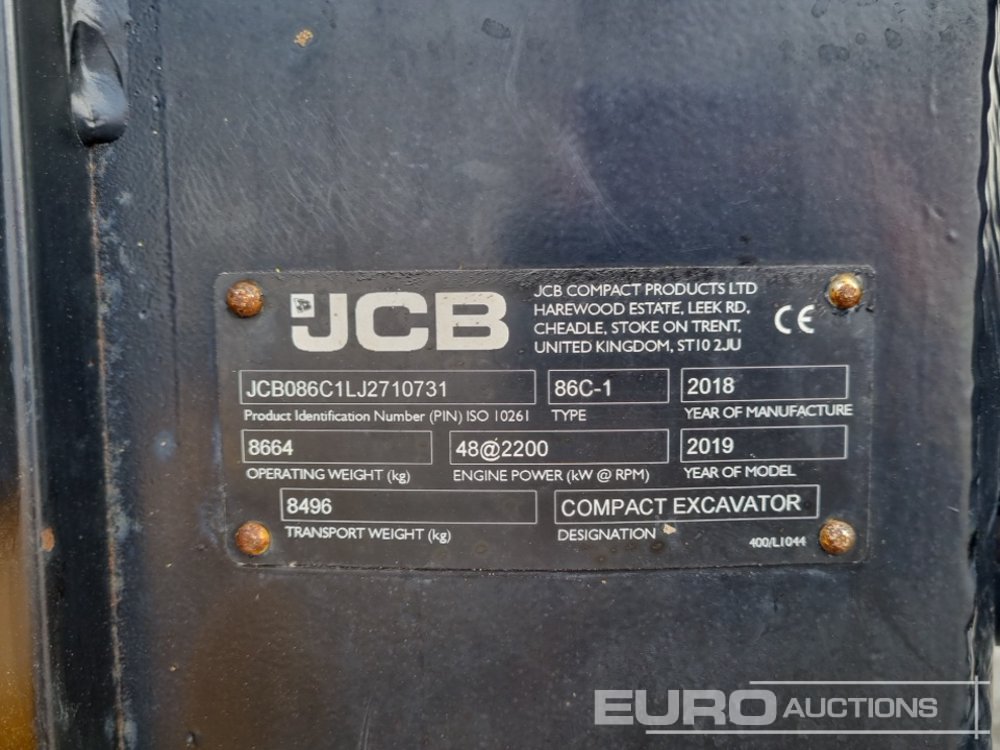 JCB
JCB COMPACT PRODUCTS LTD
HAREWOOD ESTATE, LEEK RD,
CHEADLE, STOKE ON TRENT,
UNITED KINGDOM, ST10 2JU
CE
JCB086C1LJ2710731
Product Identification Number (PIN) ISO 10261
86C-1
TYPE
2018
YEAR OF MANUFACTURE
8664
OPERATING WEIGHT (kg)
48@2200
ENGINE POWER (kW @ RPM)
2019
YEAR OF MODEL
8496
TRANSPORT WEIGHT (kg)
COMPACT EXCAVATOR
DESIGNATION
400/L1044
EURO AUCTIONS